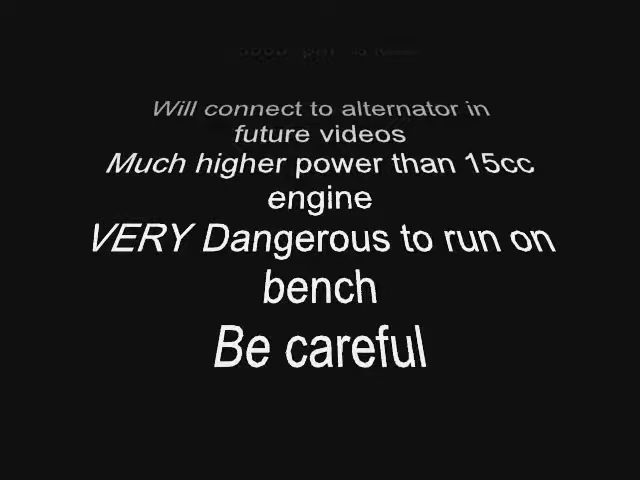 Will connect to alternator in
future videos
Much higher power than 15cc
engine
VERY Dangerous to run on
bench
Be careful